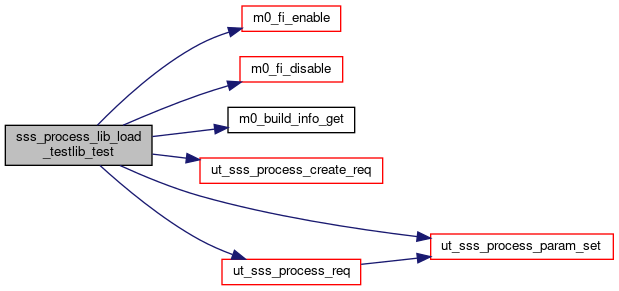 m0_fi_enable
m0_fi_disable
m0_build_info_get
sss_process_lib_load
_testlib_test
ut_sss_process_create_req
ut_sss_process_param_set
ut_sss_process_req